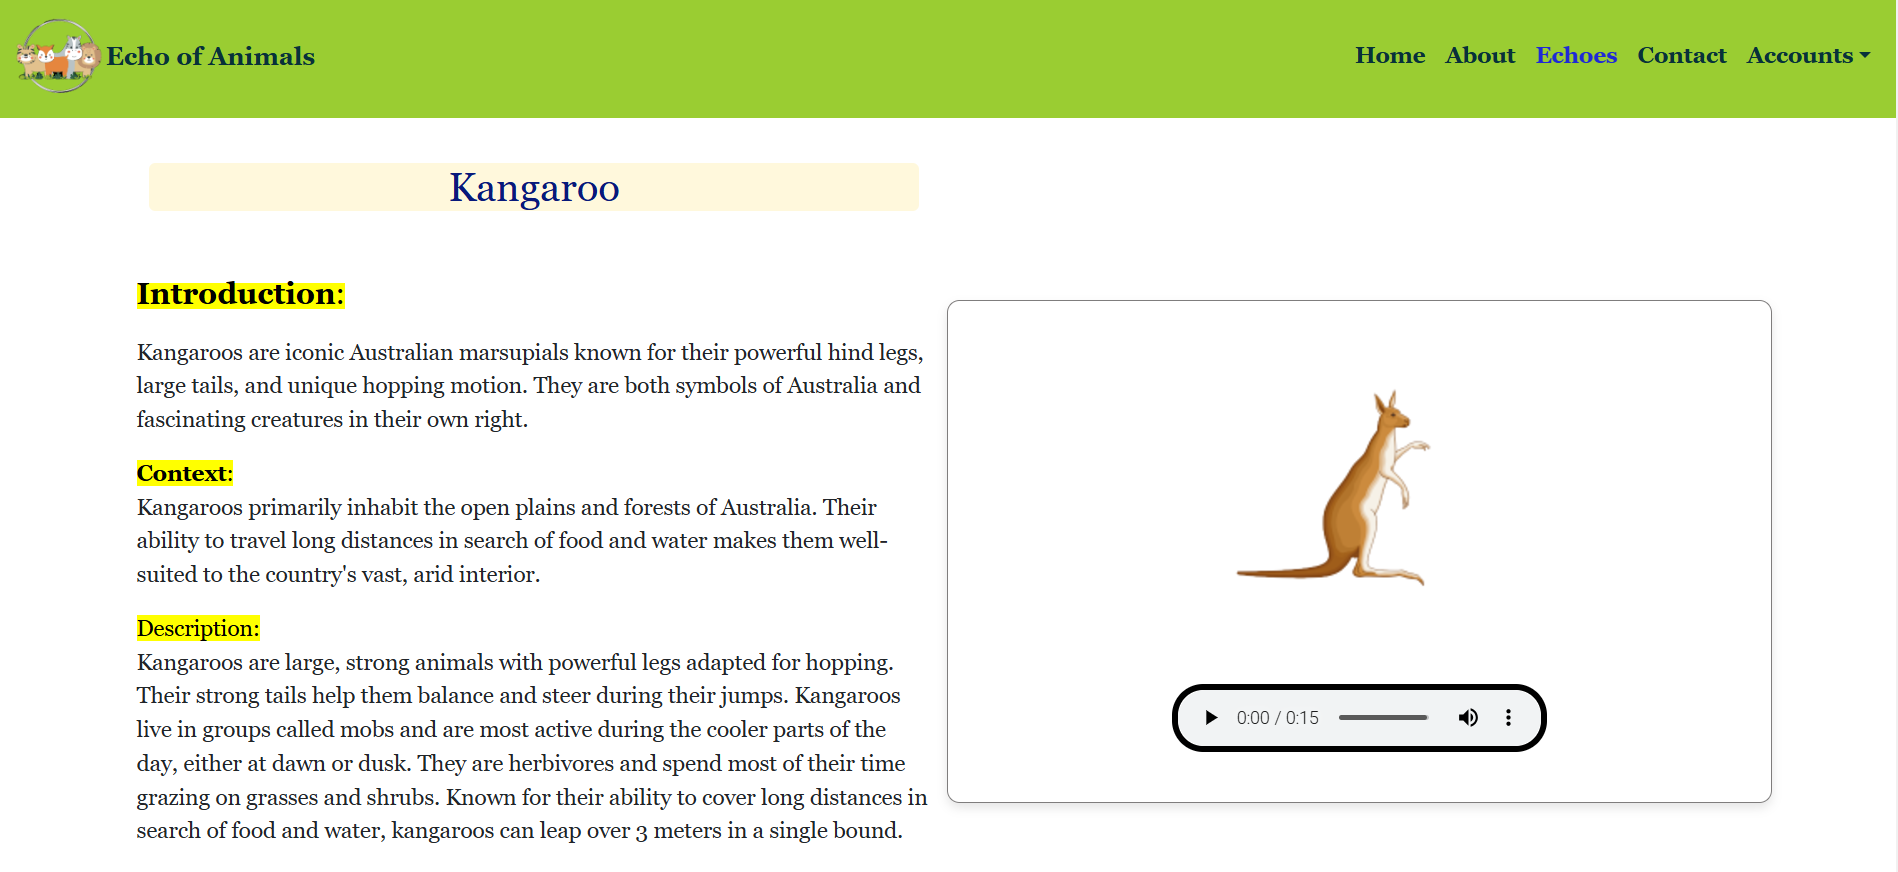 Echo of Animals
Home About Echoes Contact Accounts
Kangaroo
Introduction:
Kangaroos are iconic Australian marsupials known for their powerful hind legs,
large tails, and unique hopping motion. They are both symbols of Australia and
fascinating creatures in their own right.
Context:
Kangaroos primarily inhabit the open plains and forests of Australia. Their
ability to travel long distances in search of food and water makes them well-
suited to the country's vast, arid interior.
Description:
Kangaroos are large, strong animals with powerful legs adapted for hopping.
Their strong tails help them balance and steer during their jumps. Kangaroos
live in groups called mobs and are most active during the cooler parts of the
day, either at dawn or dusk. They are herbivores and spend most of their time
grazing on grasses and shrubs. Known for their ability to cover long distances in
search of food and water, kangaroos can leap over 3 meters in a single bound.
0:00 / 0:15